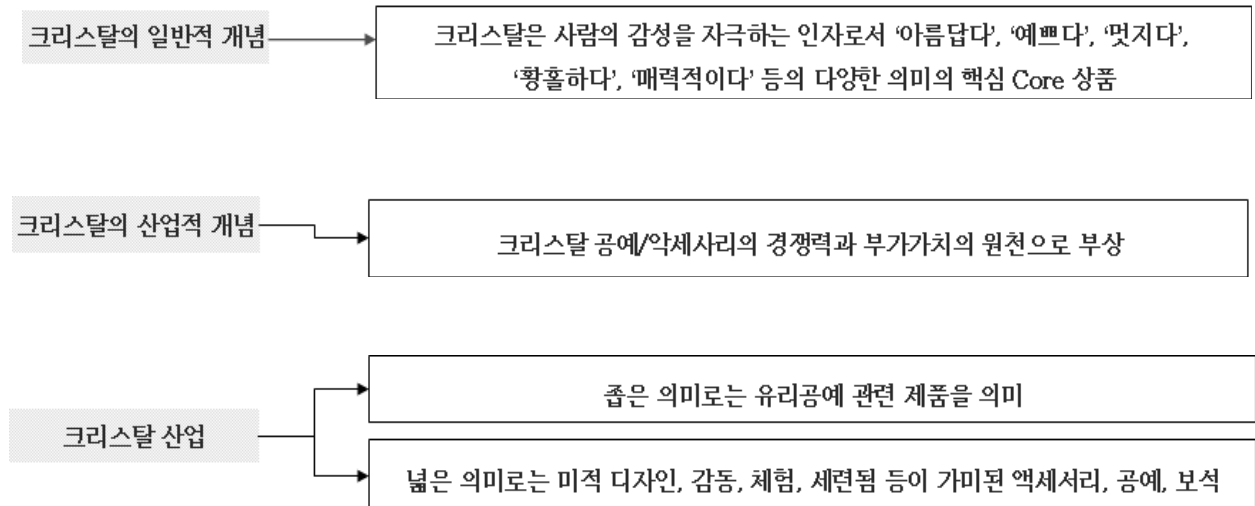 크리스탈의 일반적 개념
크리스탈은 사람의 감성을 자극하는 인자로서 ‘아름답다’, ‘예쁘다’, ‘멋지다’,
‘황홀하다’, ‘매력적이다’ 등의 다양한 의미의 핵심 Core 상품
크리스탈의 산업적 개념
크리스탈 공예/악세사리의 경쟁력과 부가가치의 원천으로 부상
크리스탈 산업
좁은 의미로는 유리공예 관련 제품을 의미
넓은 의미로는 미적 디자인, 감동, 체험, 세련됨 등이 가미된 액세서리, 공예, 보석